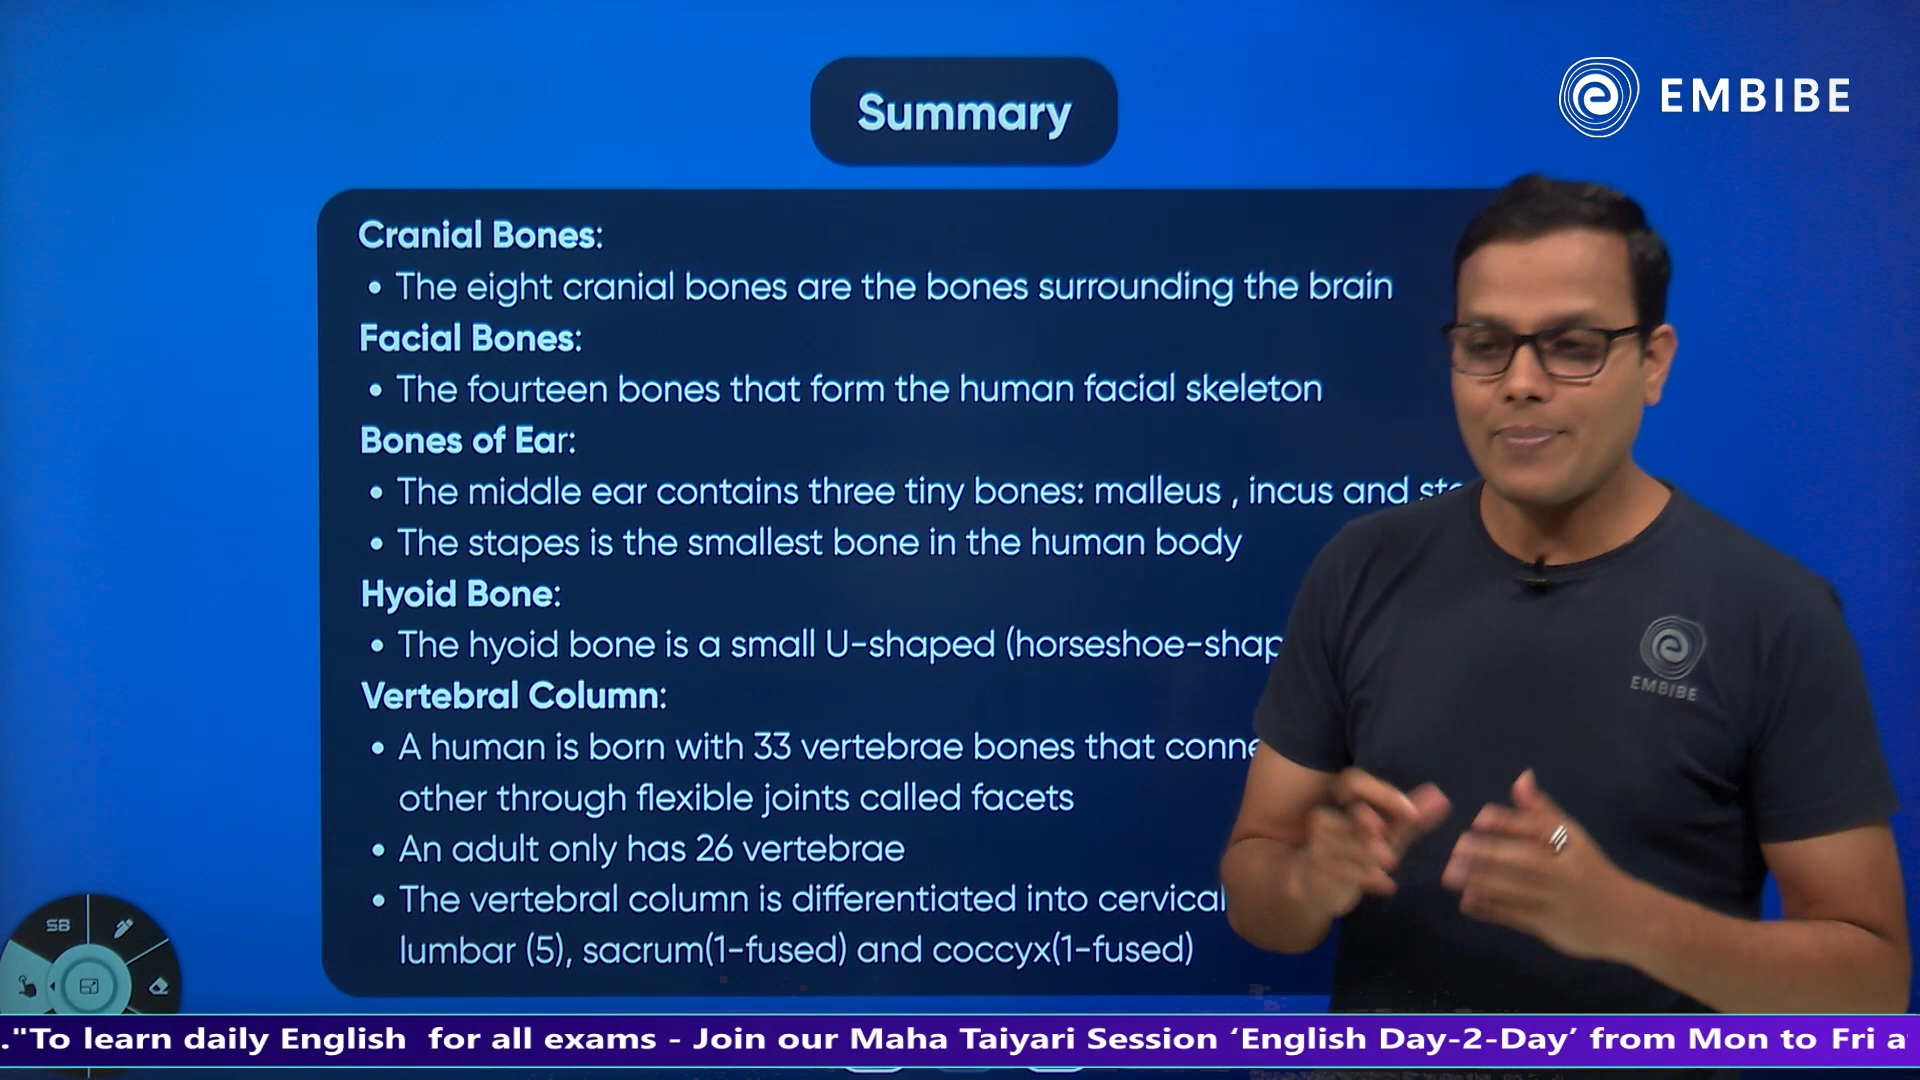 Summary
EMBIBE
Cranial Bones:
• The eight cranial bones are the bones surrounding the brain
Facial Bones:
• The fourteen bones that form the human facial skeleton
Bones of Ear:
• The middle ear contains three tiny bones: malleus , incus and
• The stapes is the smallest bone in the human body
Hyoid Bone:
• The hyoid bone is a small U-shaped
Vertebral Column:
• A human is born with 33 vertebrae bones that
other through flexible joints called facets
• An adult only has 26 vertebrae
• The vertebral column is differentiated into cervical
lumbar (5), sacrum(1-fused) and coccyx(1-fused)
EMBIBE
SB
."To learn daily English for all exams - Join our Maha Taiyari Session ‘English Day-2-Day’ from Mon to Fri